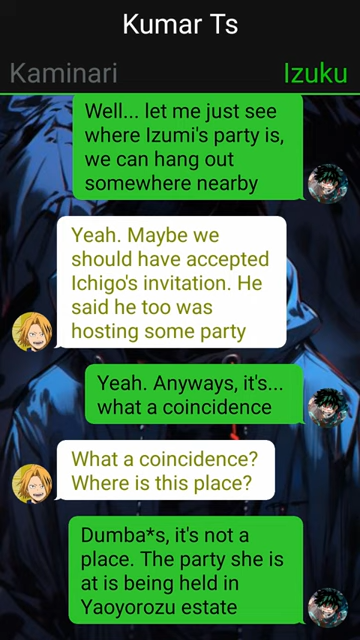 Kumar Ts
Kaminari
Izuku
Well... let me just see
where Izumi's party is,
we can hang out
somewhere nearby
Yeah. Maybe we
should have accepted
Ichigo's invitation. He
said he too was
hosting some party
Yeah. Anyways, it's...
what a coincidence
What a coincidence?
Where is this place?
Dumba*s, it's not a
place. The party she is
at is being held in
Yaoyorozu estate